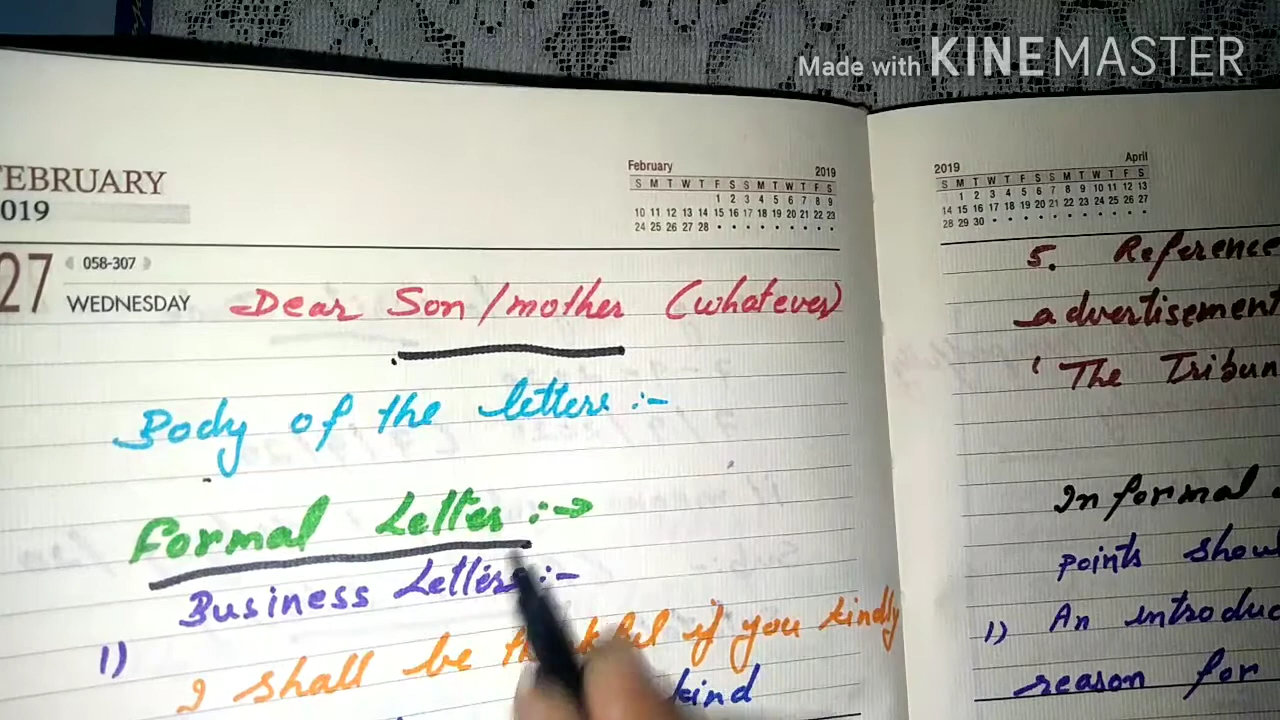 Made with KINEMASTER
FEBRUARY
2019
February 2019
S M T W T F S S M T W T F S
1 2 3 4 5 6 7 8 9
10 11 12 13 14 15 16 17 18 19 20 21 22 23
24 25 26 27 28
27 058-307
WEDNESDAY
Dear Son/mother (whatever)
Body of the letters :-
Formal Letter :->
Business Letters :-
1)
I shall be thankful if you kindly
kind
2019 April
S M T W T F S S M T W T F S
1 2 3 4 5 6 7 8 9 10 11 12 13
14 15 16 17 18 19 20 21 22 23 24 25 26 27
28 29 30
5. Reference
advertisement
' The Tribun
In formal
points shou
1) An introduc
reason for